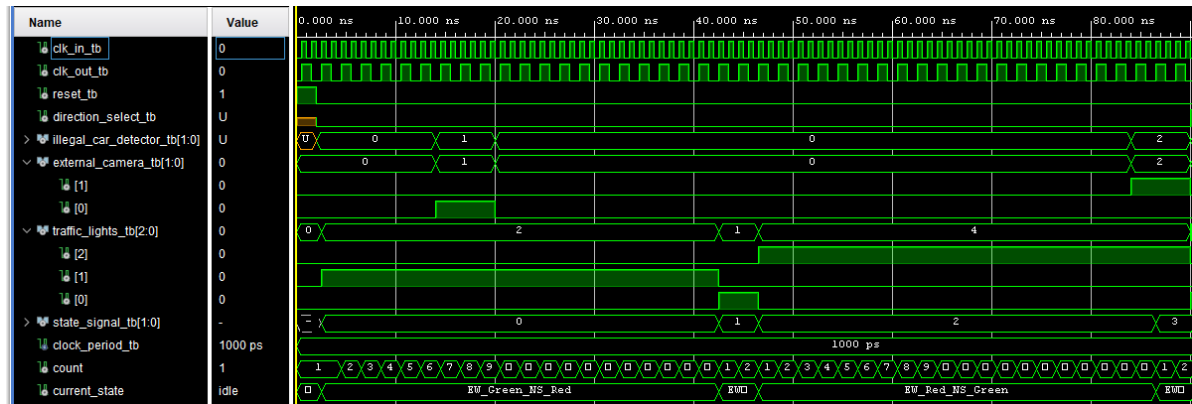 Name Value 0.000 ns 10.000 ns 20.000 ns 30.000 ns 40.000 ns 50.000 ns 60.000 ns 70.000 ns 80.000 ns
clk_in_tb 0
clk_out_tb 0
reset_tb 1
direction_select_tb U
illegal_car_detector_tb[1:0] U U 0 1 0 2
external_camera_tb[1:0] 0 0 1 0 2
[1] 0
[0] 0
traffic_lights_tb[2:0] 0 0 2 1 4
[2] 0
[1] 0
[0] 0
state_signal_tb[1:0] - - 0 1 2 3
clock_period_tb 1000 ps 1000 ps
count 1 1 2 3 4 5 6 7 8 9 1 2 1 2 3 4 5 6 7 8 9 1 2
current_state idle EW_Green_NS_Red EW EW_Red_NS_Green EW